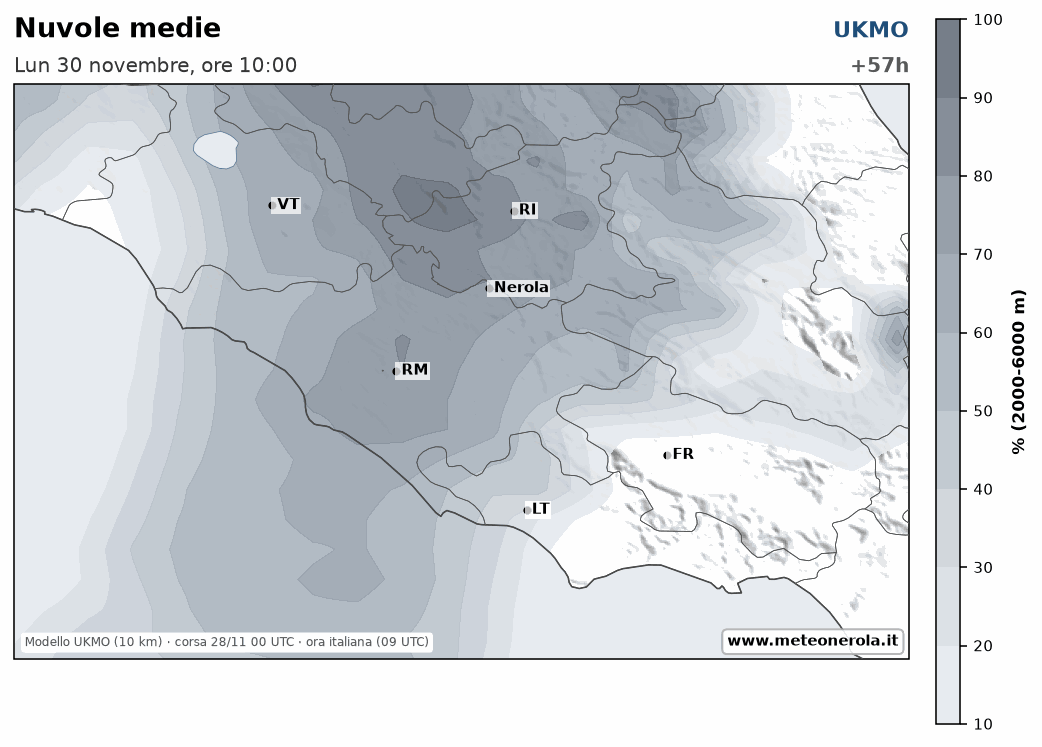 Nuvole medie
UKMO
Lun 30 novembre, ore 10:00
+57h
100
90
80
70
60
50
40
30
20
10
% (2000-6000 m)
VT
RI
Nerola
RM
FR
LT
Modello UKMO (10 km) · corsa 28/11 00 UTC · ora italiana (09 UTC)
www.meteonerola.it